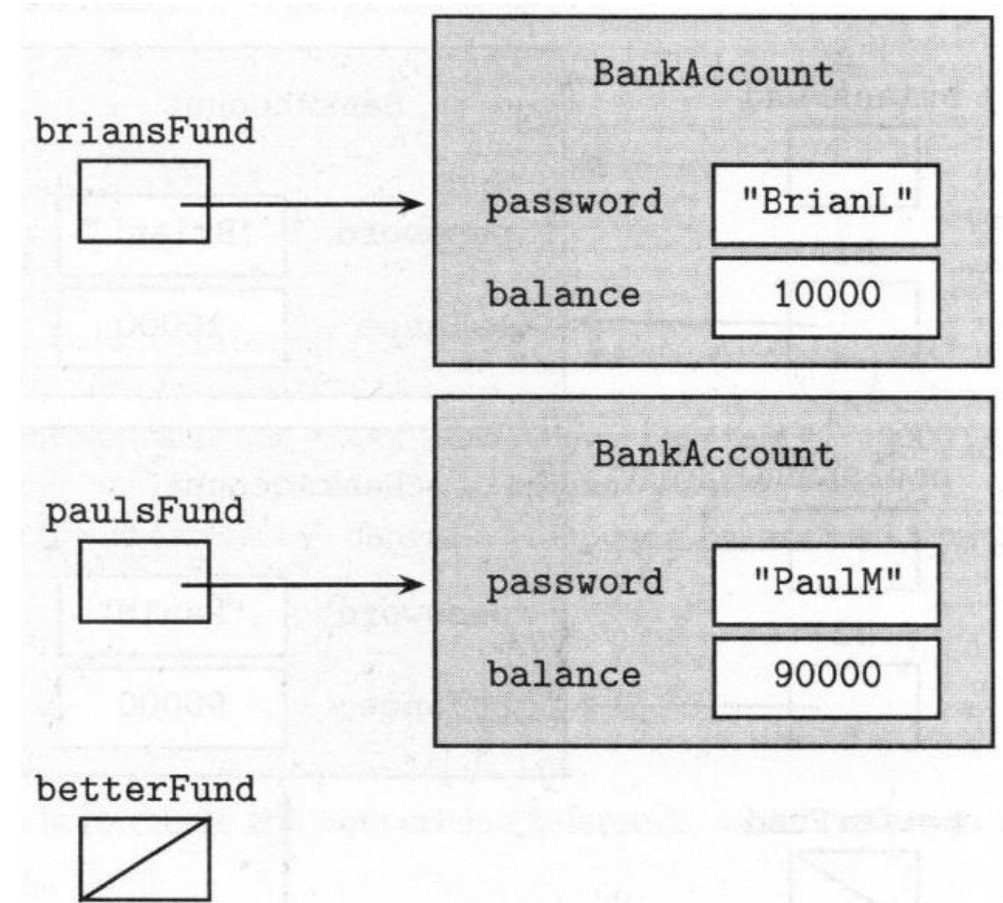 BankAccount
briansFund
password "BrianL"
balance 10000
BankAccount
paulsFund
password "PaulM"
balance 90000
betterFund